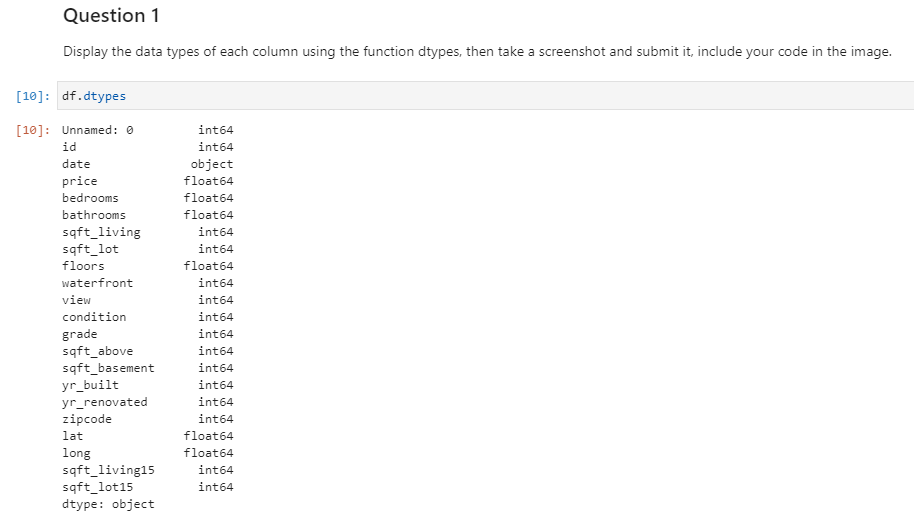 Question 1
Display the data types of each column using the function dtypes, then take a screenshot and submit it, include your code in the image.
[10]: df.dtypes
[10]: Unnamed: 0 int64
id int64
date object
price float64
bedrooms float64
bathrooms float64
sqft_living int64
sqft_lot int64
floors float64
waterfront int64
view int64
condition int64
grade int64
sqft_above int64
sqft_basement int64
yr_built int64
yr_renovated int64
zipcode int64
lat float64
long float64
sqft_living15 int64
sqft_lot15 int64
dtype: object